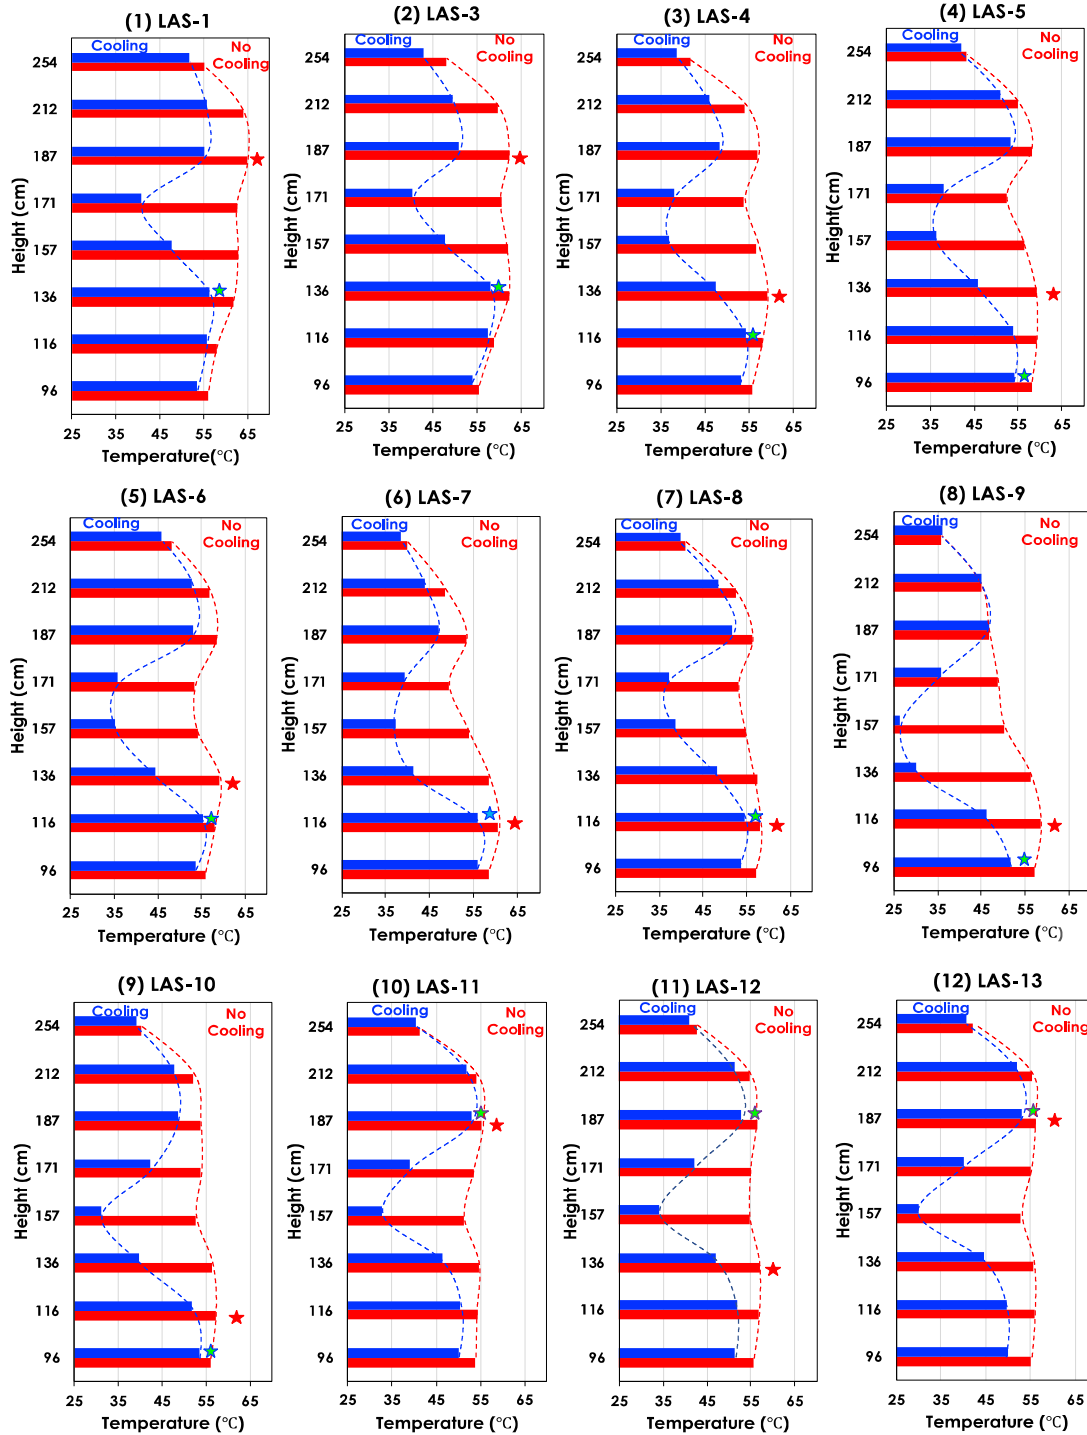 (1) LAS-1
Cooling
No
Cooling
254
212
187
171
157
136
116
96
Height (cm)
25 35 45 55 65
Temperature(°C)
(2) LAS-3
Cooling
No
Cooling
254
212
187
171
157
136
116
96
Height (cm)
25 35 45 55 65
Temperature (°C)
(3) LAS-4
Cooling
No
Cooling
254
212
187
171
157
136
116
96
Height (cm)
25 35 45 55 65
Temperature (°C)
(4) LAS-5
Cooling
No
Cooling
254
212
187
171
157
136
116
96
Height(cm)
25 35 45 55 65
Temperature (°C)
(5) LAS-6
Cooling
No
Cooling
254
212
187
171
157
136
116
96
Height (cm)
25 35 45 55 65
Temperature (°C)
(6) LAS-7
Cooling
No
Cooling
254
212
187
171
157
136
116
96
Height (cm)
25 35 45 55 65
Temperature (°C)
(7) LAS-8
Cooling
No
Cooling
254
212
187
171
157
136
116
96
Height (cm)
25 35 45 55 65
Temperature (°C)
(8) LAS-9
Cooling
No
Cooling
254
212
187
171
157
136
116
96
Height (cm)
25 35 45 55 65
Temperature (°C)
(9) LAS-10
Cooling
No
Cooling
254
212
187
171
157
136
116
96
Height (cm)
25 35 45 55 65
Temperature (°C)
(10) LAS-11
Cooling
No
Cooling
254
212
187
171
157
136
116
96
Height (cm)
25 35 45 55 65
Temperature (°C)
(11) LAS-12
Cooling
No
Cooling
254
212
187
171
157
136
116
96
Height (cm)
25 35 45 55 65
Temperature (°C)
(12) LAS-13
Cooling
No
Cooling
254
212
187
171
157
136
116
96
Height (cm)
25 35 45 55 65
Temperature (°C)